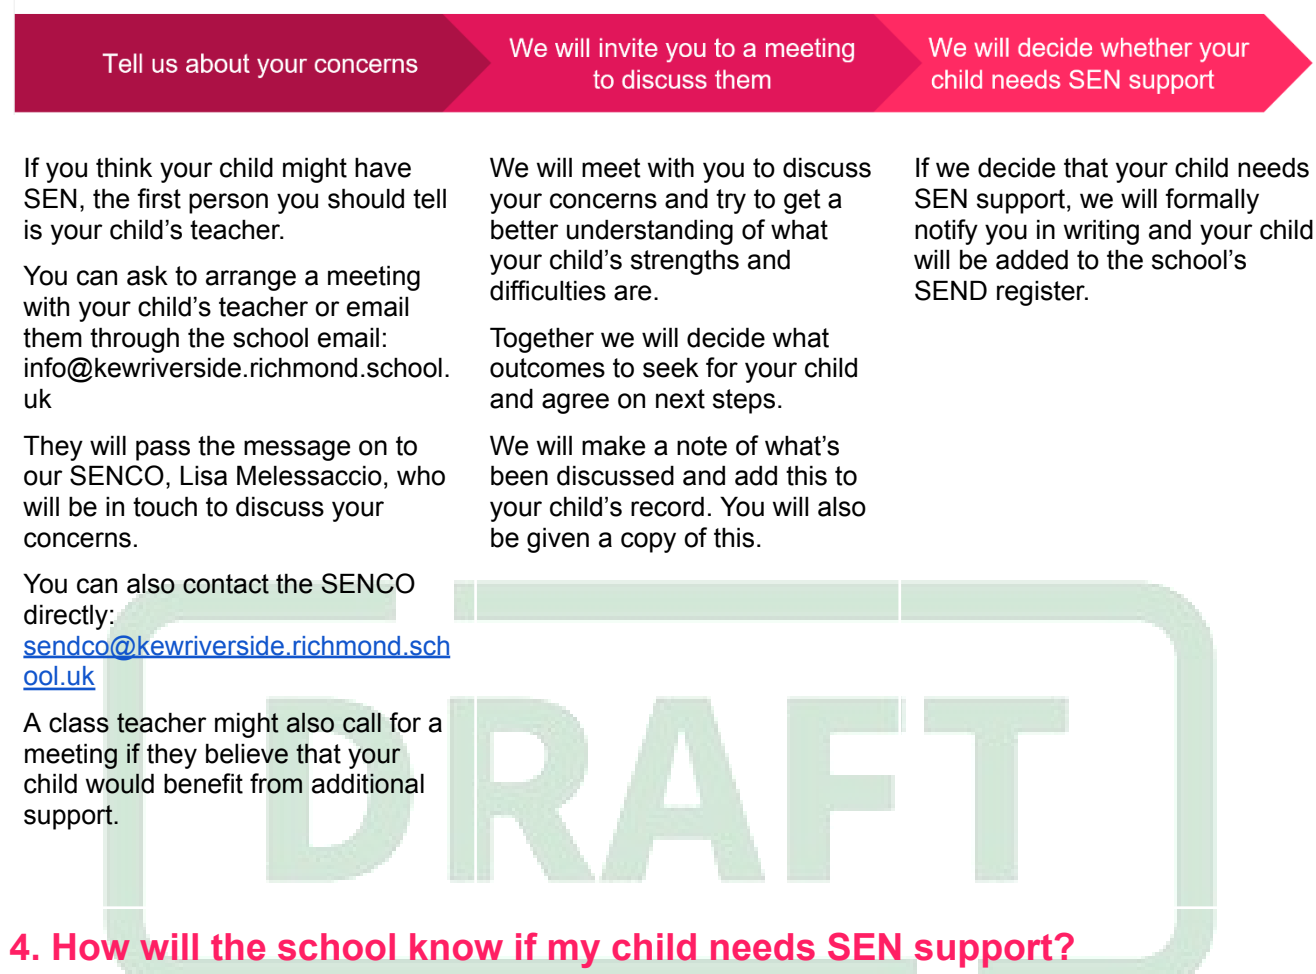 Tell us about your concerns
We will invite you to a meeting
to discuss them
We will decide whether your
child needs SEN support
If you think your child might have
SEN, the first person you should tell
is your child’s teacher.
You can ask to arrange a meeting
with your child’s teacher or email
them through the school email:
info@kewriverside.richmond.school.
uk
They will pass the message on to
our SENCO, Lisa Melessaccio, who
will be in touch to discuss your
concerns.
You can also contact the SENCO
directly:
sendco@kewriverside.richmond.sch
ool.uk
A class teacher might also call for a
meeting if they believe that your
child would benefit from additional
support.
We will meet with you to discuss
your concerns and try to get a
better understanding of what
your child’s strengths and
difficulties are.
Together we will decide what
outcomes to seek for your child
and agree on next steps.
We will make a note of what’s
been discussed and add this to
your child’s record. You will also
be given a copy of this.
If we decide that your child needs
SEN support, we will formally
notify you in writing and your child
will be added to the school’s
SEND register.
DRAFT
4. How will the school know if my child needs SEN support?